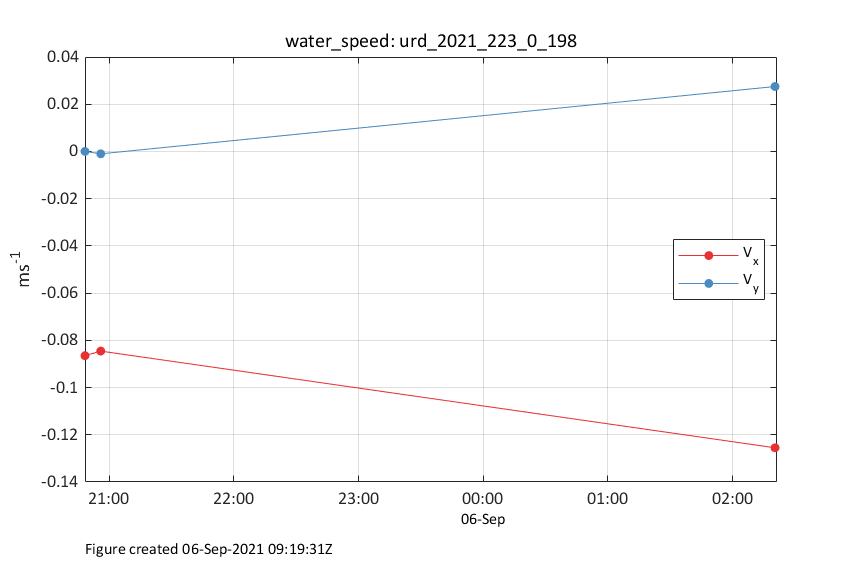 water_speed: urd_2021_223_0_198
0.04
0.02
0
-0.02
-0.04
-0.06
-0.08
-0.1
-0.12
-0.14
ms-1
Vx
Vy
21:00 22:00 23:00 00:00 01:00 02:00
06-Sep
Figure created 06-Sep-2021 09:19:31Z